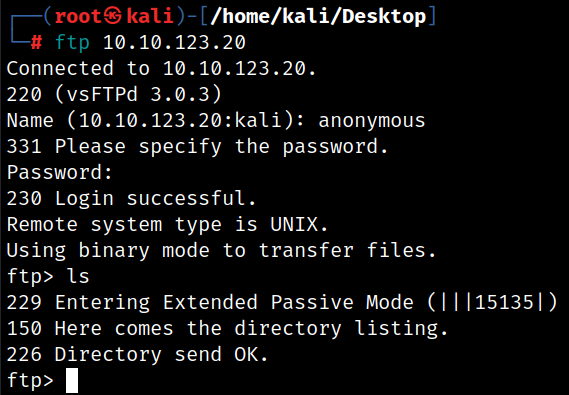 ┌──(root㉿kali)-[/home/kali/Desktop]
└─# ftp 10.10.123.20
Connected to 10.10.123.20.
220 (vsFTPd 3.0.3)
Name (10.10.123.20:kali): anonymous
331 Please specify the password.
Password:
230 Login successful.
Remote system type is UNIX.
Using binary mode to transfer files.
ftp> ls
229 Entering Extended Passive Mode (|||15135|)
150 Here comes the directory listing.
226 Directory send OK.
ftp>